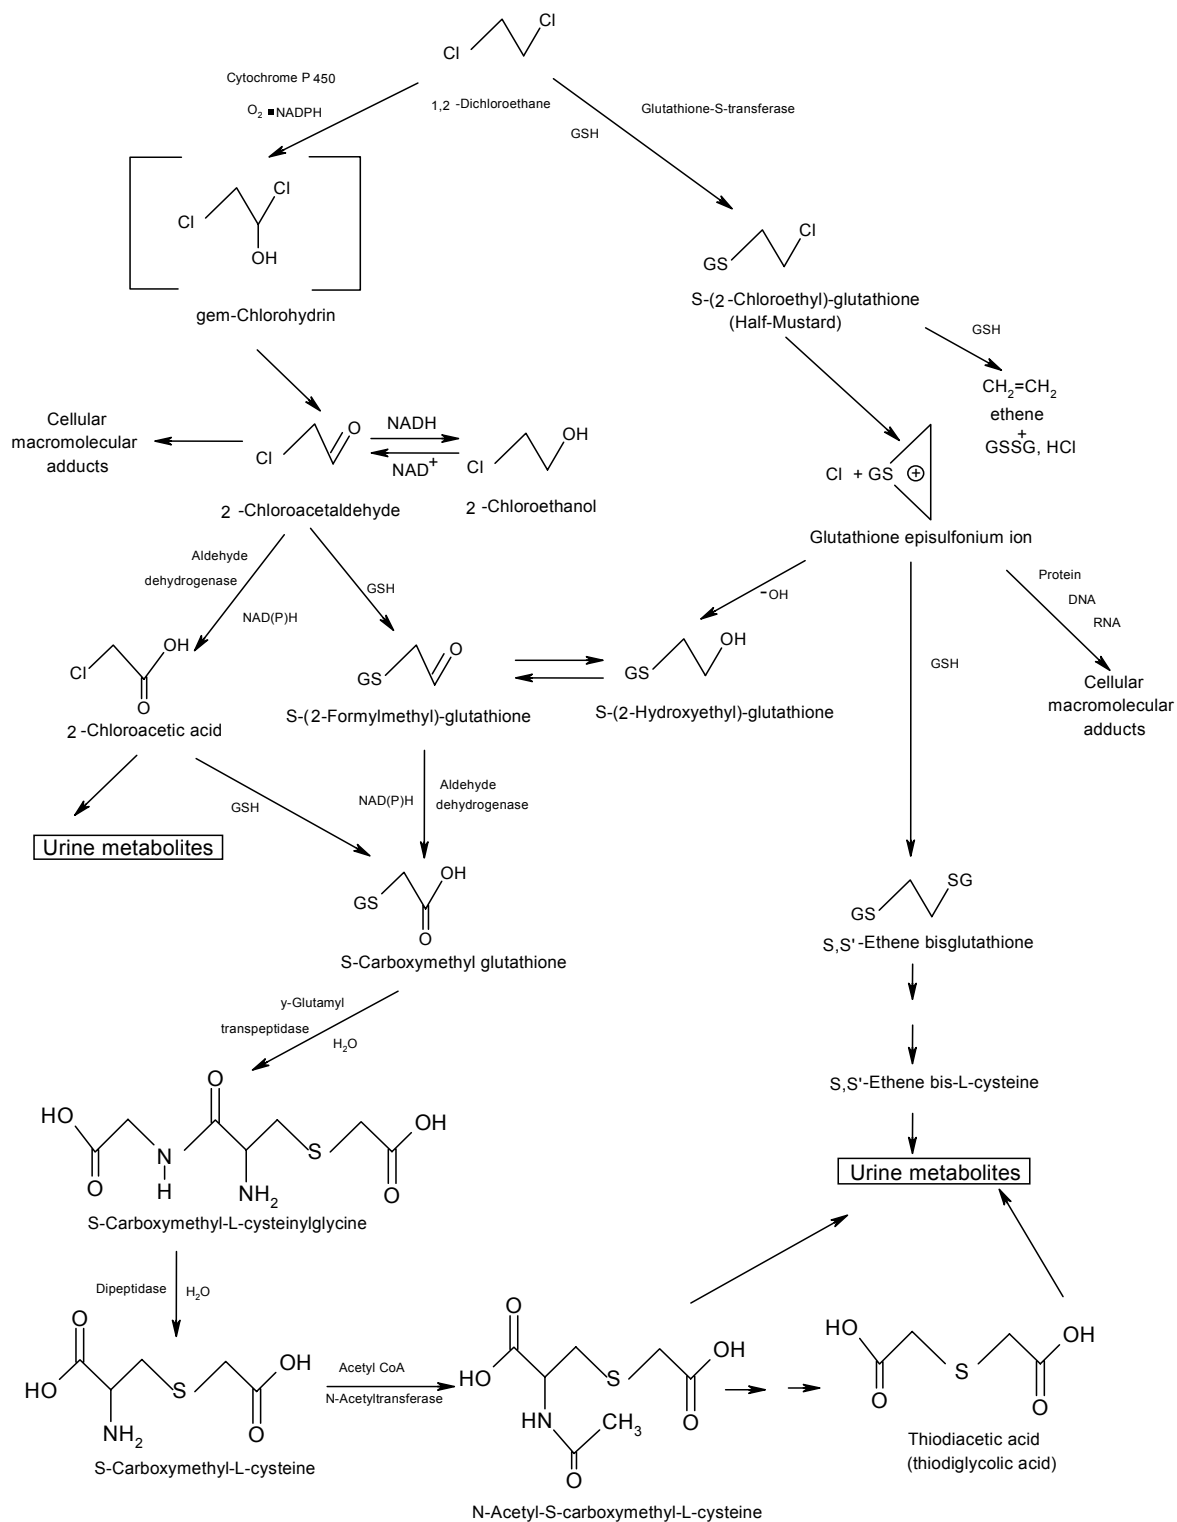 Cl
Cl
1,2 -Dichloroethane
Cytochrome P 450
O2 ■NADPH
Glutathione-S-transferase
GSH
Cl
Cl
OH
gem-Chlorohydrin
GS
Cl
S-(2-Chloroethyl)-glutathione
(Half-Mustard)
GSH
CH2=CH2
ethene
+
GSSG, HCl
Cellular
macromolecular
adducts
Cl
O
2 -Chloroacetaldehyde
NADH
NAD+
Cl
OH
2 -Chloroethanol
Cl + GS
+
Glutathione episulfonium ion
Aldehyde
dehydrogenase
NAD(P)H
GSH
-OH
Protein
DNA
RNA
GSH
Cellular
macromolecular
adducts
Cl
OH
O
2 -Chloroacetic acid
GS
O
S-(2-Formylmethyl)-glutathione
GS
OH
S-(2-Hydroxyethyl)-glutathione
Urine metabolites
GSH
NAD(P)H
Aldehyde
dehydrogenase
GS
OH
O
S-Carboxymethyl glutathione
GS
SG
S,S'-Ethene bisglutathione
S,S'-Ethene bis-L-cysteine
Urine metabolites
y-Glutamyl
transpeptidase
H2O
HO
O
N
H
O
NH2
S
OH
O
S-Carboxymethyl-L-cysteinylglycine
Dipeptidase
H2O
O
HO
NH2
S
OH
O
S-Carboxymethyl-L-cysteine
Acetyl CoA
N-Acetyltransferase
O
HO
HN
CH3
O
S
OH
O
N-Acetyl-S-carboxymethyl-L-cysteine
HO
O
S
OH
O
Thiodiacetic acid
(thiodiglycolic acid)